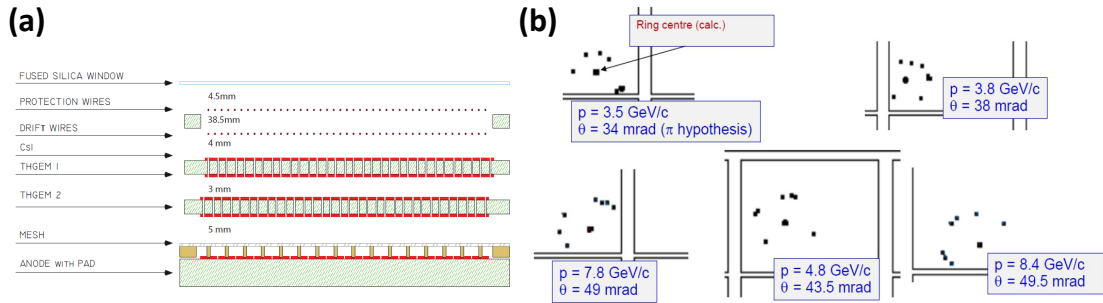 (a)
FUSED SILICA WINDOW
4.5mm
PROTECTION WIRES
38.5mm
DRIFT WIRES
4 mm
CsI
THGEM 1
3 mm
THGEM 2
5 mm
MESH
ANODE WITH PAD
(b)
Ring centre (calc.)
p = 3.5 GeV/c
θ = 34 mrad (π hypothesis)
p = 3.8 GeV/c
θ = 38 mrad
p = 7.8 GeV/c
θ = 49 mrad
p = 4.8 GeV/c
θ = 43.5 mrad
p = 8.4 GeV/c
θ = 49.5 mrad